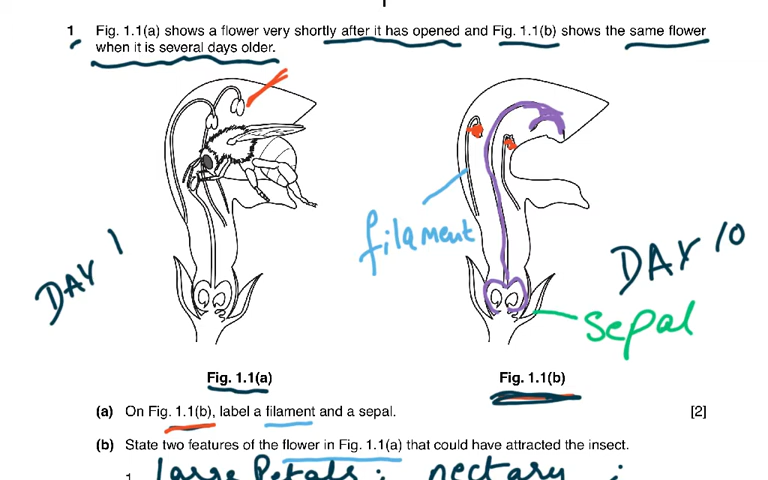 1 Fig. 1.1(a) shows a flower very shortly after it has opened and Fig. 1.1(b) shows the same flower
when it is several days older.
filament
DAY 1
DAY 10
sepal
Fig. 1.1(a)
Fig. 1.1(b)
(a) On Fig. 1.1(b), label a filament and a sepal. [2]
(b) State two features of the flower in Fig. 1.1(a) that could have attracted the insect.
1 large Petals ; nectary ;